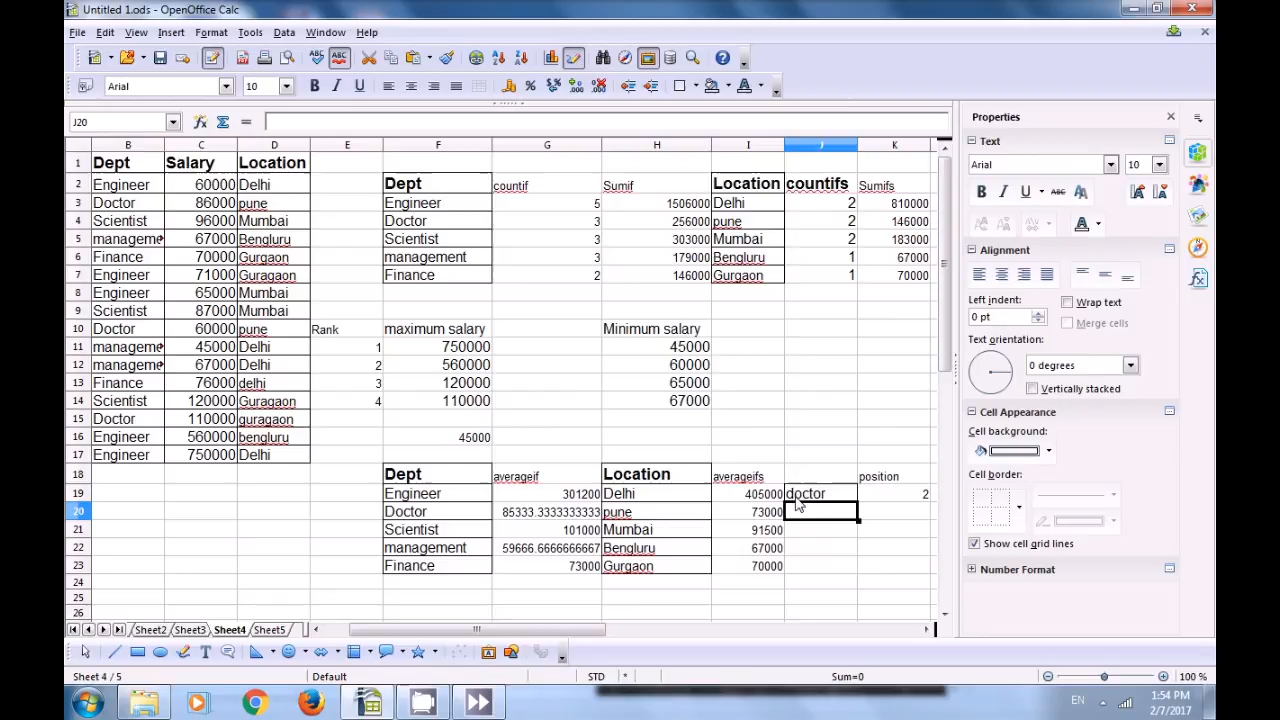 Untitled 1.ods - OpenOffice Calc
File Edit View Insert Format Tools Data Window Help
Arial 10
J20
B C D E F G H I J K
1 Dept Salary Location
2 Engineer 60000 Delhi Dept countif Sumif Location countifs Sumifs
3 Doctor 86000 pune Engineer 5 1506000 Delhi 2 810000
4 Scientist 96000 Mumbai Doctor 3 256000 pune 2 146000
5 manageme 67000 Bengluru Scientist 3 303000 Mumbai 2 183000
6 Finance 70000 Gurgaon management 3 179000 Bengluru 1 67000
7 Engineer 71000 Guragaon Finance 2 146000 Gurgaon 1 70000
8 Engineer 65000 Mumbai
9 Scientist 87000 Mumbai
10 Doctor 60000 pune Rank maximum salary Minimum salary
11 manageme 45000 Delhi 1 750000 45000
12 manageme 67000 Delhi 2 560000 60000
13 Finance 76000 delhi 3 120000 65000
14 Scientist 120000 Guragaon 4 110000 67000
15 Doctor 110000 guragaon
16 Engineer 560000 bengluru 45000
17 Engineer 750000 Delhi
18 Dept averageif Location averageifs position
19 Engineer 301200 Delhi 405000 doctor 2
20 Doctor 85333.3333333333 pune 73000
21 Scientist 101000 Mumbai 91500
22 management 59666.6666666667 Bengluru 67000
23 Finance 73000 Gurgaon 70000
24
25
26
Sheet2 Sheet3 Sheet4 Sheet5
Properties
Text
Arial 10
Alignment
Left indent:
0 pt
Wrap text
Merge cells
Text orientation:
0 degrees
Vertically stacked
Cell Appearance
Cell background:
Cell border:
Show cell grid lines
Number Format
Sheet 4 / 5 Default STD * Sum=0 100 %
EN 1:54 PM
2/7/2017